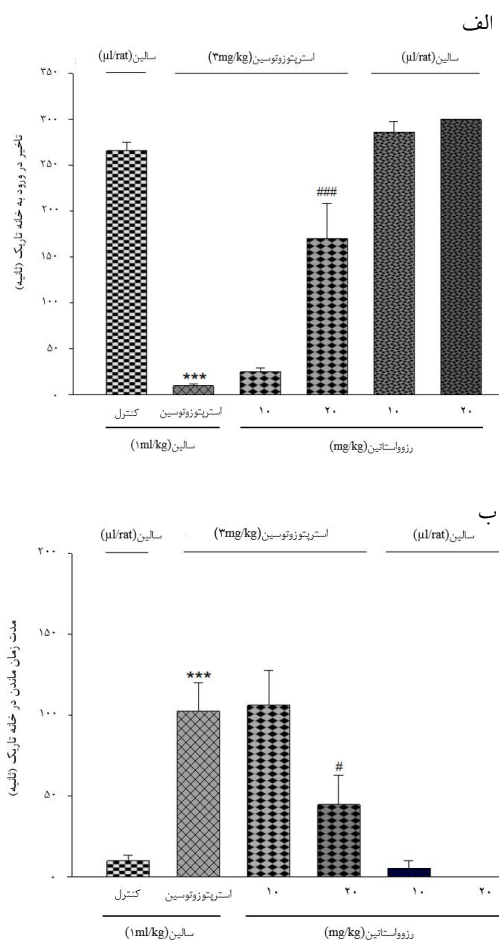 الف
سالین(µl/rat) استرپتوزوتوسین(۳mg/kg) سالین(µl/rat)
تاخیر در ورود به خانه تاریک (ثانیه)
۳۵۰
۳۰۰
۲۵۰
۲۰۰
###
۱۵۰
۱۰۰
۵۰
***
۰
کنترل استرپتوزوتوسین ۱۰ ۲۰ ۱۰ ۲۰
سالین(۱ml/kg) رزوواستاتین(mg/kg)
ب
سالین(µl/rat) استرپتوزوتوسین(۳mg/kg) سالین(µl/rat)
مدت زمان ماندن در خانه تاریک (ثانیه)
۲۰۰
۱۵۰
***
۱۰۰
#
۵۰
۰
کنترل استرپتوزوتوسین ۱۰ ۲۰ ۱۰ ۲۰
سالین(۱ml/kg) رزوواستاتین(mg/kg)